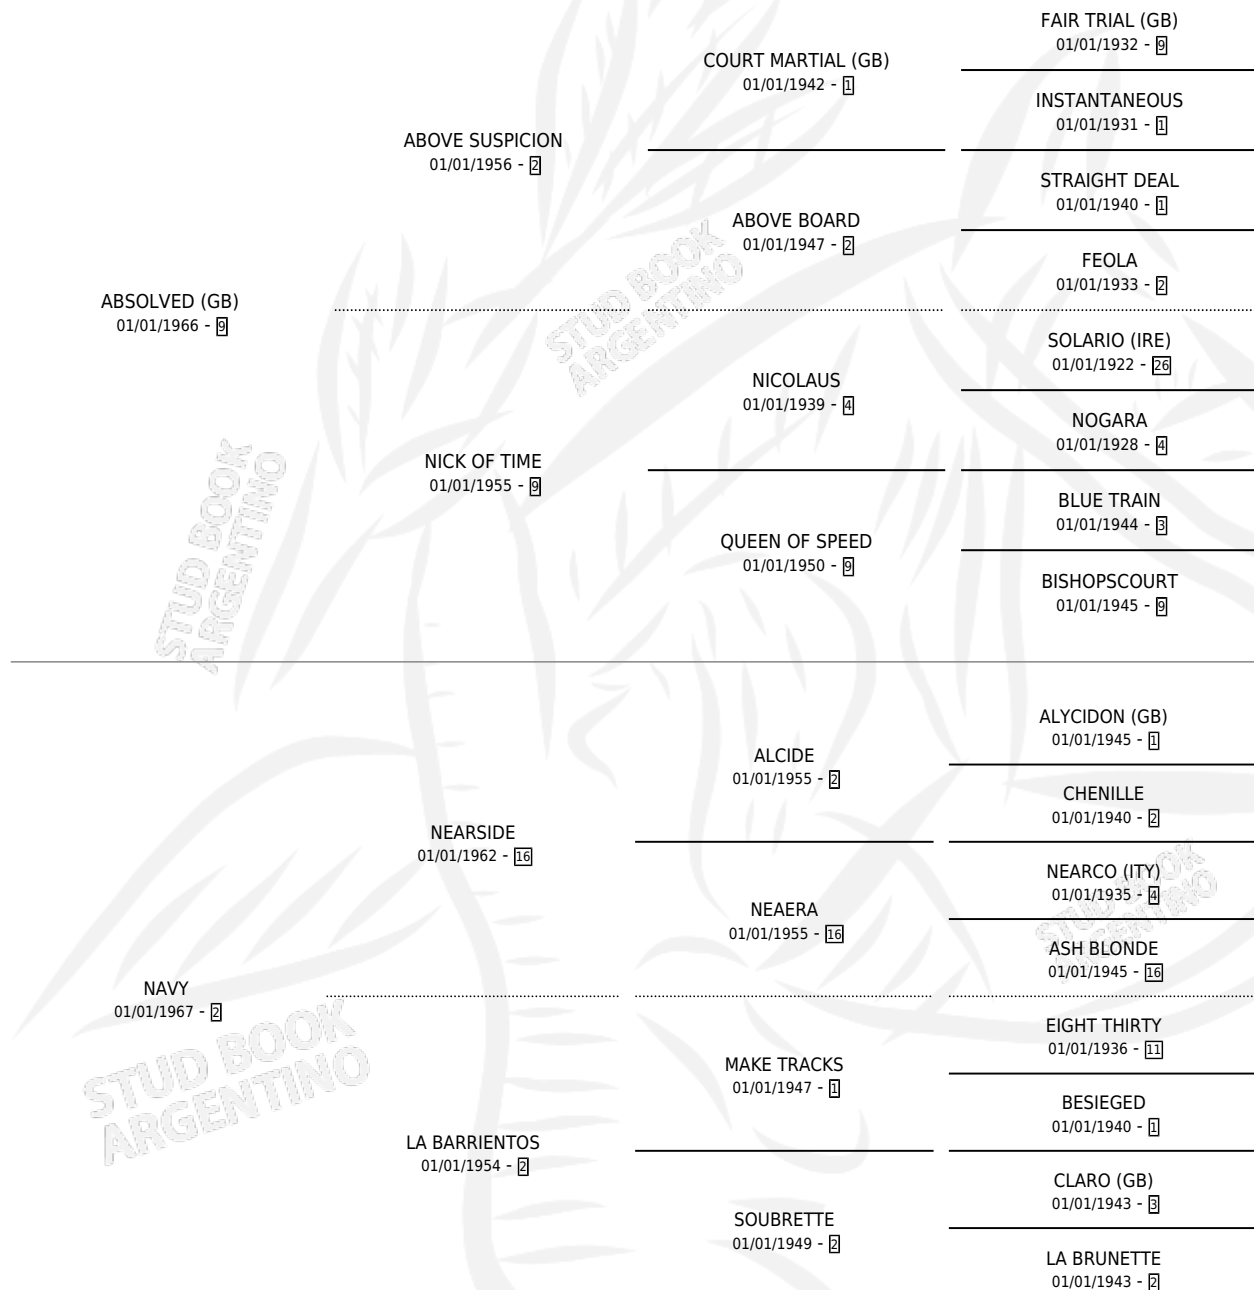 FAIR TRIAL (GB)
01/01/1932 - 9
COURT MARTIAL (GB)
01/01/1942 - 1
INSTANTANEOUS
01/01/1931 - 1
ABOVE SUSPICION
01/01/1956 - 2
STRAIGHT DEAL
01/01/1940 - 1
ABOVE BOARD
01/01/1947 - 2
FEOLA
01/01/1933 - 2
ABSOLVED (GB)
01/01/1966 - 9
SOLARIO (IRE)
01/01/1922 - 26
NICOLAUS
01/01/1939 - 4
NOGARA
01/01/1928 - 4
NICK OF TIME
01/01/1955 - 9
BLUE TRAIN
01/01/1944 - 3
QUEEN OF SPEED
01/01/1950 - 9
BISHOPSCOURT
01/01/1945 - 9
ALYCIDON (GB)
01/01/1945 - 1
ALCIDE
01/01/1955 - 2
CHENILLE
01/01/1940 - 2
NEARSIDE
01/01/1962 - 16
NEARCO (ITY)
01/01/1935 - 4
NEAERA
01/01/1955 - 16
ASH BLONDE
01/01/1945 - 16
NAVY
01/01/1967 - 2
EIGHT THIRTY
01/01/1936 - 11
MAKE TRACKS
01/01/1947 - 1
BESIEGED
01/01/1940 - 1
LA BARRIENTOS
01/01/1954 - 2
CLARO (GB)
01/01/1943 - 3
SOUBRETTE
01/01/1949 - 2
LA BRUNETTE
01/01/1943 - 2
STUD BOOK
ARGENTINO
STUD BOOK
ARGENTINO
STUD BOOK
ARGENTINO
STUD BOOK
ARGENTINO